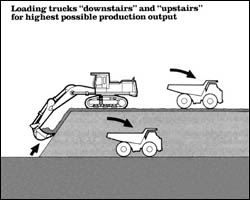 Loading trucks “downstairs” and “upstairs”
for highest possible production output